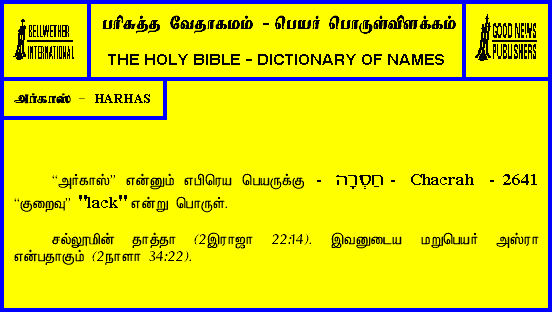 BELLWETHER
INTERNATIONAL
பரிசுத்த வேதாகமம் - பெயர் பொருள்விளக்கம்
THE HOLY BIBLE - DICTIONARY OF NAMES
GOOD NEWS
PUBLISHERS
அர்காஸ் - HARHAS
“அர்காஸ்” என்னும் எபிரெய பெயருக்கு - חַסְרָה - Chacrah - 2641
“குறைவு” "lack" என்று பொருள்.
சல்லூமின் தாத்தா (2இராஜா 22:14). இவனுடைய மறுபெயர் அஸ்ரா
என்பதாகும் (2நாளா 34:22).